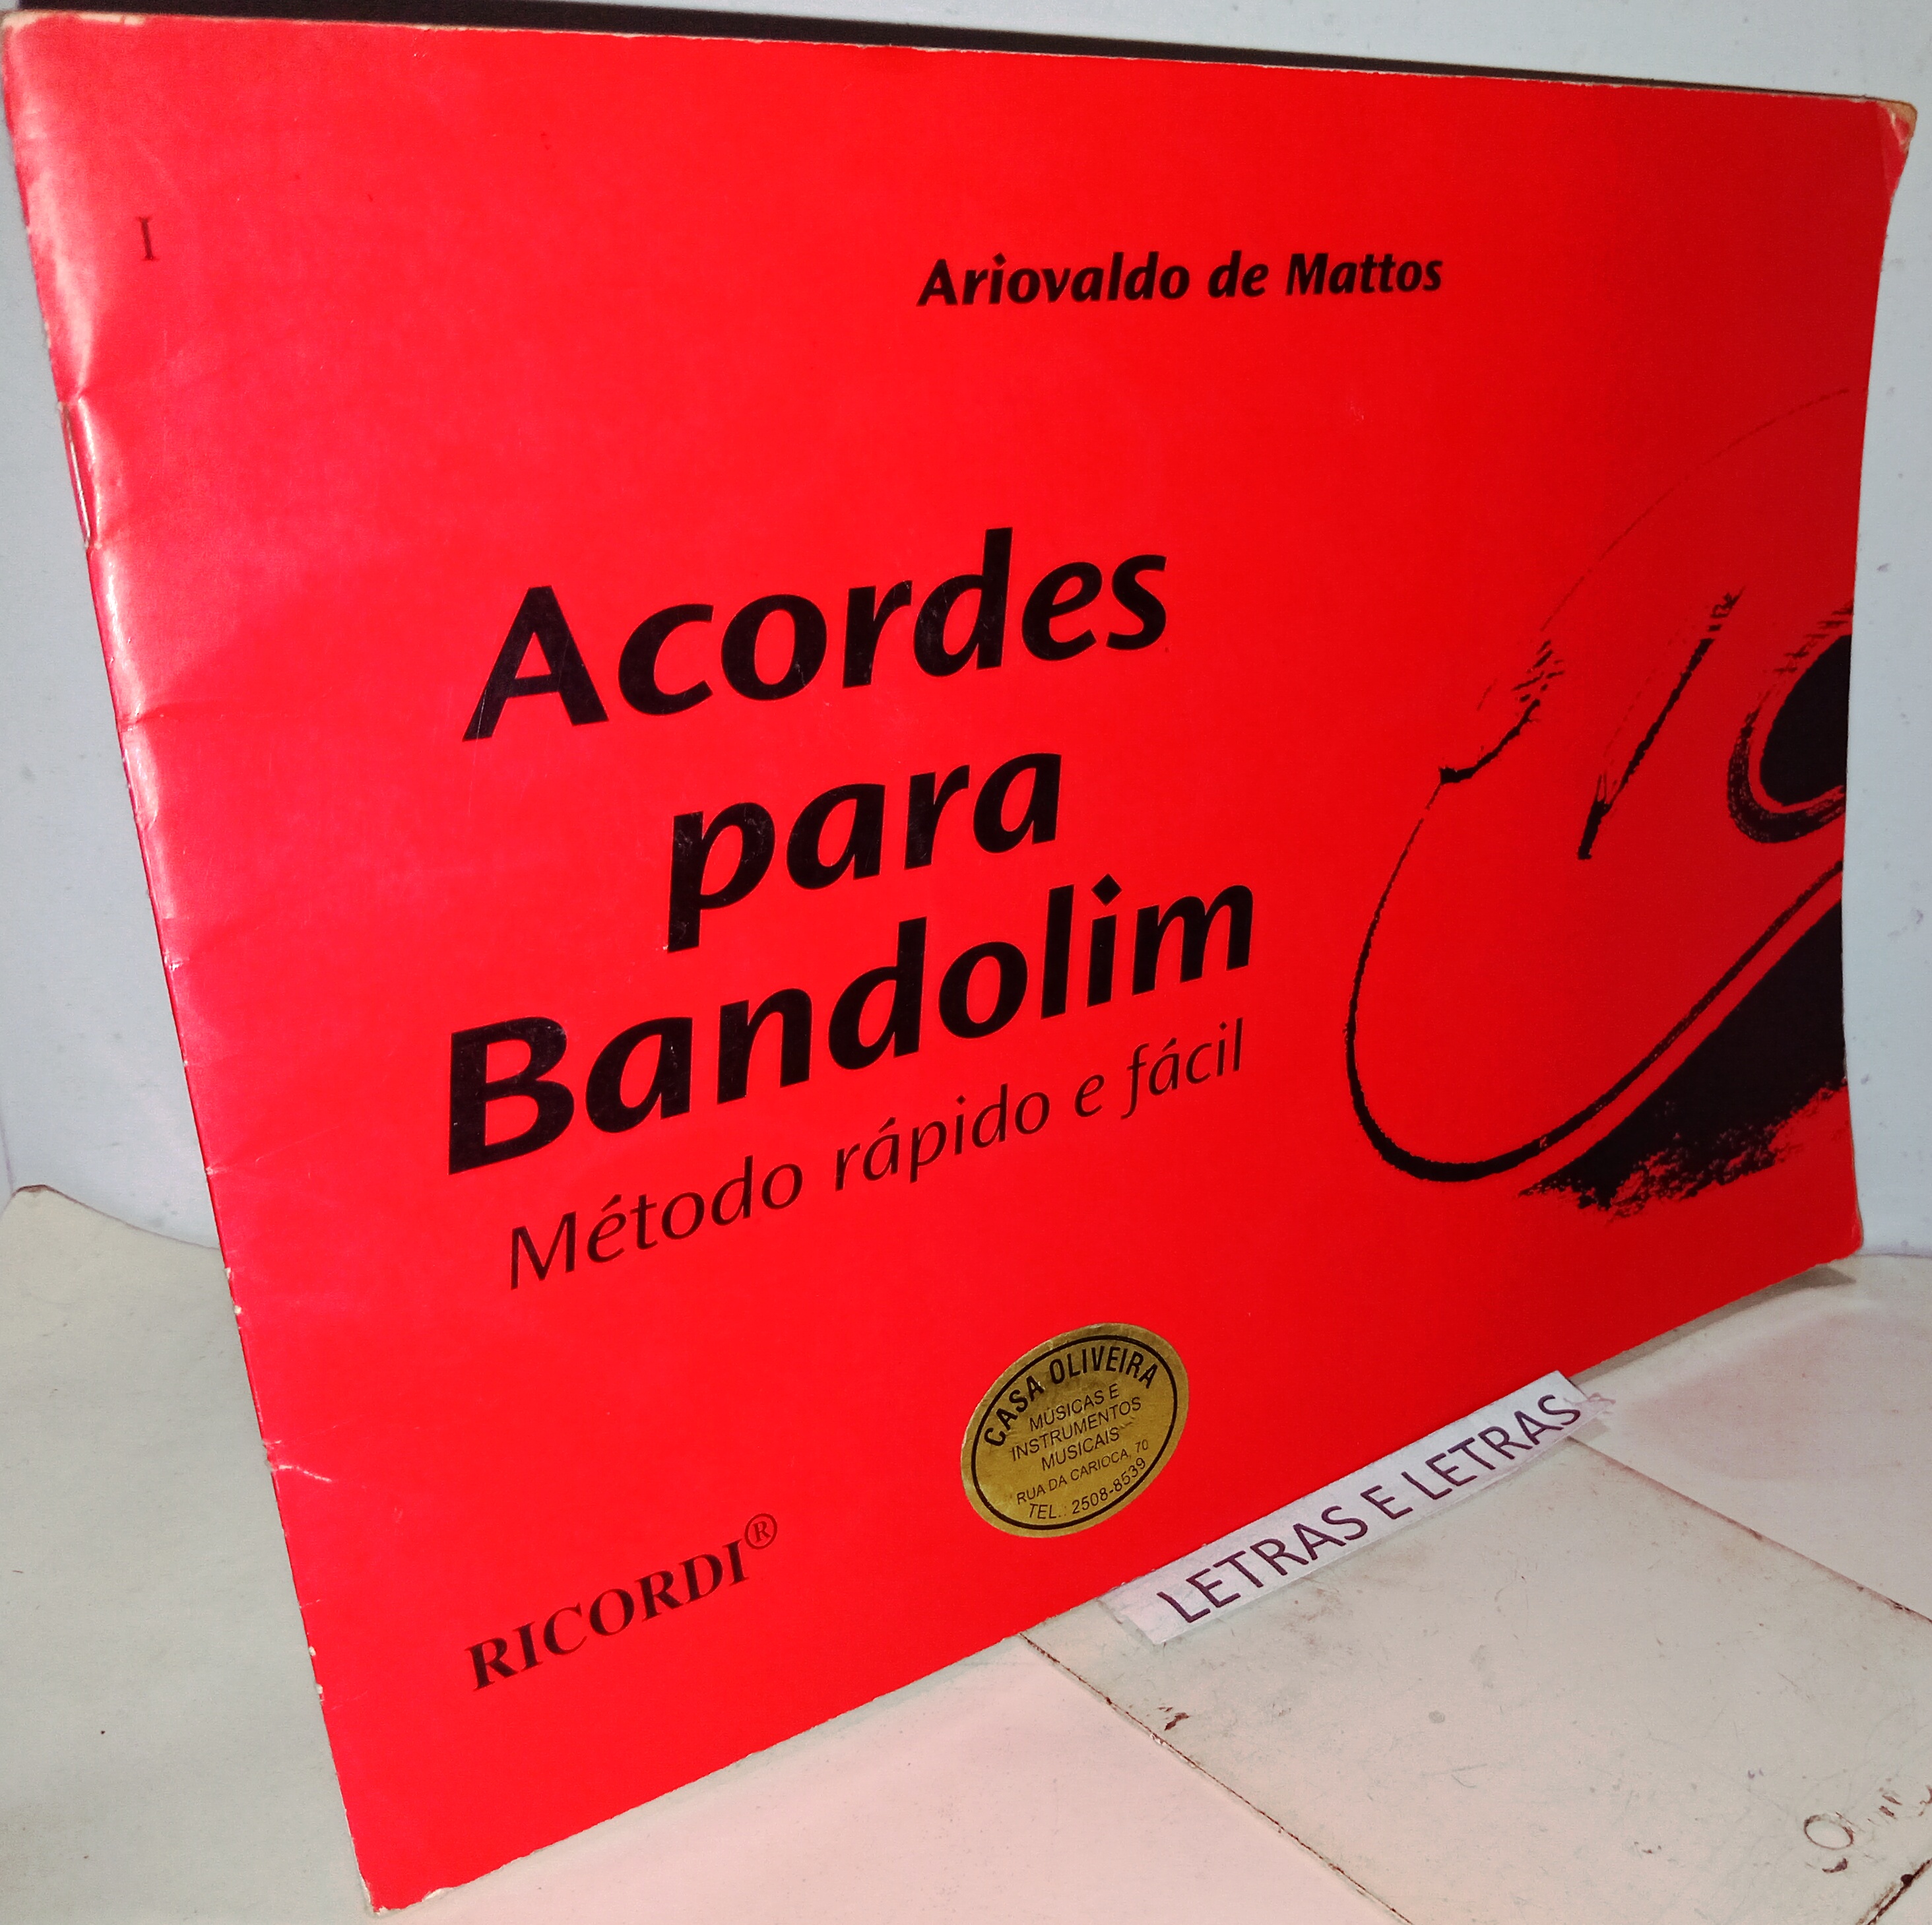 I
Ariovaldo de Mattos
Acordes
para
Bandolim
Método rápido e fácil
CASA OLIVEIRA
MÚSICAS E
INSTRUMENTOS
MUSICAIS
RUA DA CARIOCA, 70
TEL.: 2508-8539
RICORDI®
LETRAS E LETRAS